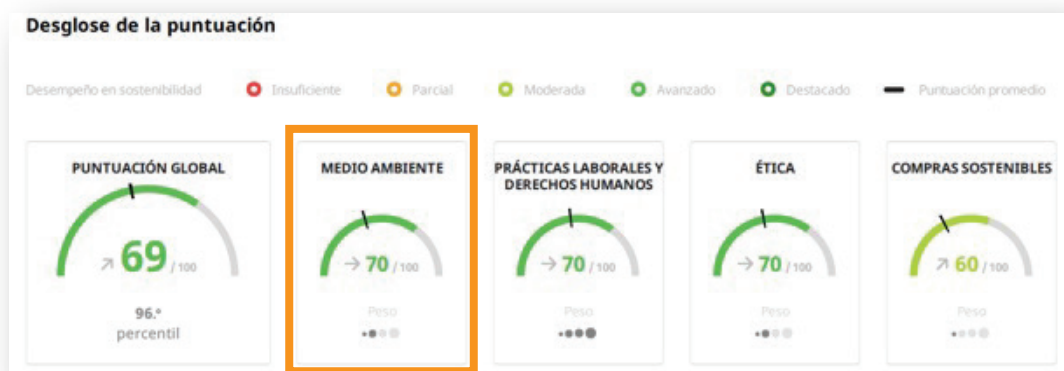 Desglose de la puntuación
Desempeño en sostenibilidad Insuficiente Parcial Moderada Avanzado Destacado Puntuación promedio
PUNTUACIÓN GLOBAL
69 / 100
96.º
percentil
MEDIO AMBIENTE
70 / 100
Peso
PRÁCTICAS LABORALES Y
DERECHOS HUMANOS
70 / 100
Peso
ÉTICA
70 / 100
Peso
COMPRAS SOSTENIBLES
60 / 100
Peso